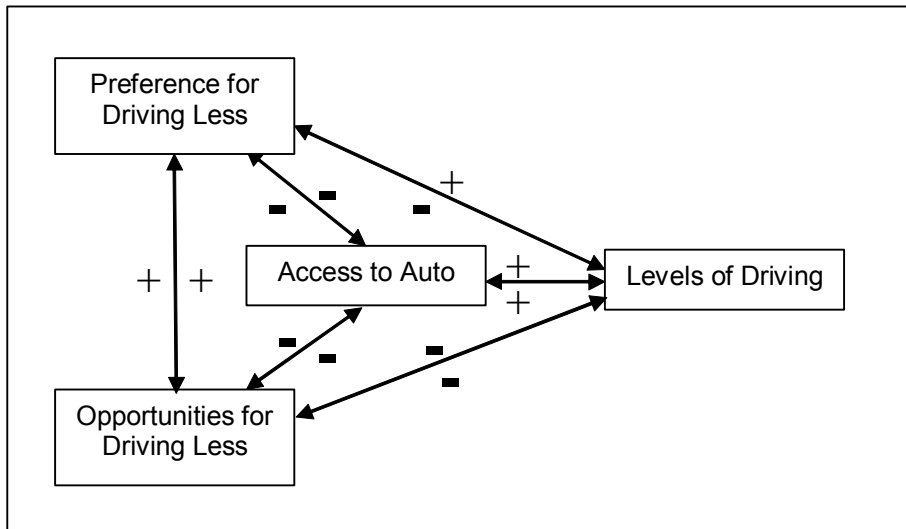 Preference for
Driving Less
+
-
-
-
Access to Auto
+
+
Levels of Driving
+ +
-
-
-
-
Opportunities for
Driving Less